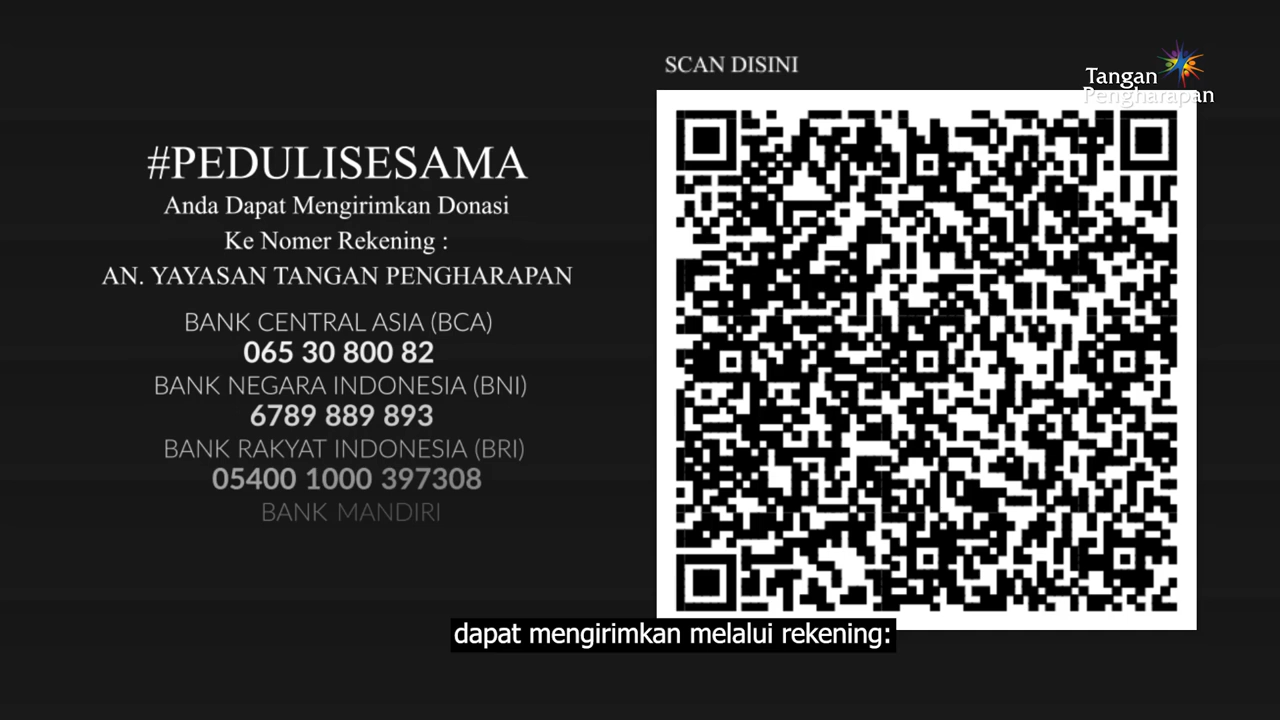 SCAN DISINI
Tangan
Pengharapan
#PEDULISESAMA
Anda Dapat Mengirimkan Donasi
Ke Nomer Rekening :
AN. YAYASAN TANGAN PENGHARAPAN
BANK CENTRAL ASIA (BCA)
065 30 800 82
BANK NEGARA INDONESIA (BNI)
6789 889 893
BANK RAKYAT INDONESIA (BRI)
05400 1000 397308
BANK MANDIRI
dapat mengirimkan melalui rekening: